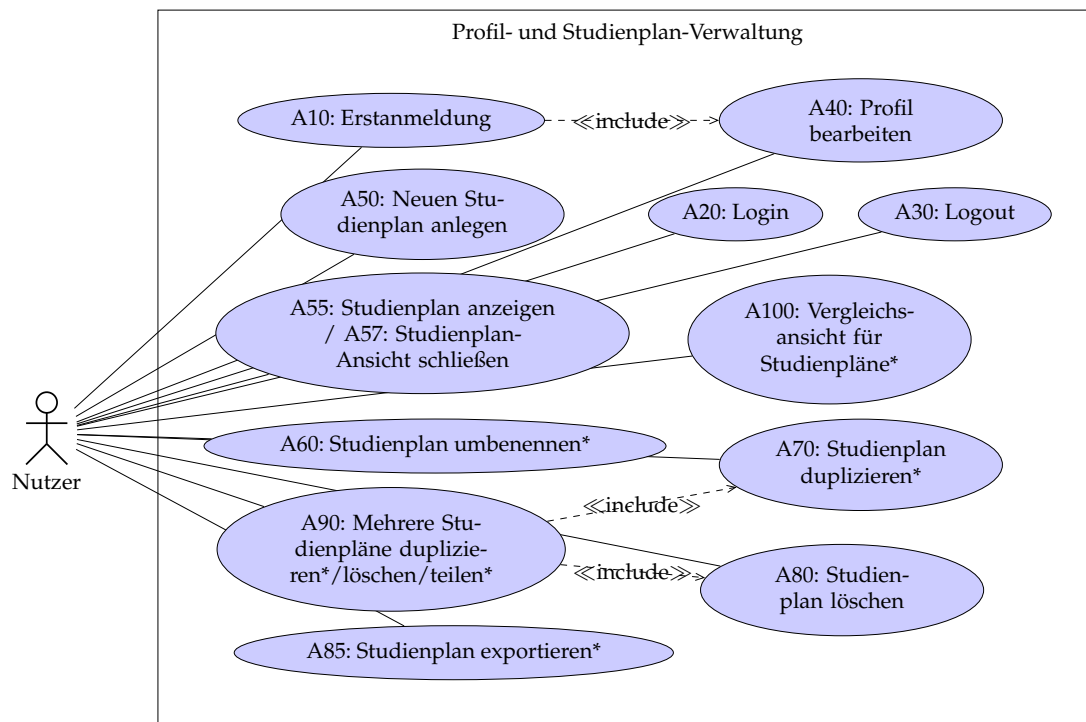 Profil- und Studienplan-Verwaltung
A10: Erstanmeldung
≪include≫
A40: Profil
bearbeiten
A50: Neuen Stu-
dienplan anlegen
A20: Login
A30: Logout
A55: Studienplan anzeigen
/ A57: Studienplan-
Ansicht schließen
A100: Vergleichs-
ansicht für
Studienpläne*
Nutzer
A60: Studienplan umbenennen*
A70: Studienplan
duplizieren*
≪include≫
A90: Mehrere Stu-
dienpläne duplizie-
ren*/löschen/teilen*
≪include≫
A80: Studien-
plan löschen
A85: Studienplan exportieren*